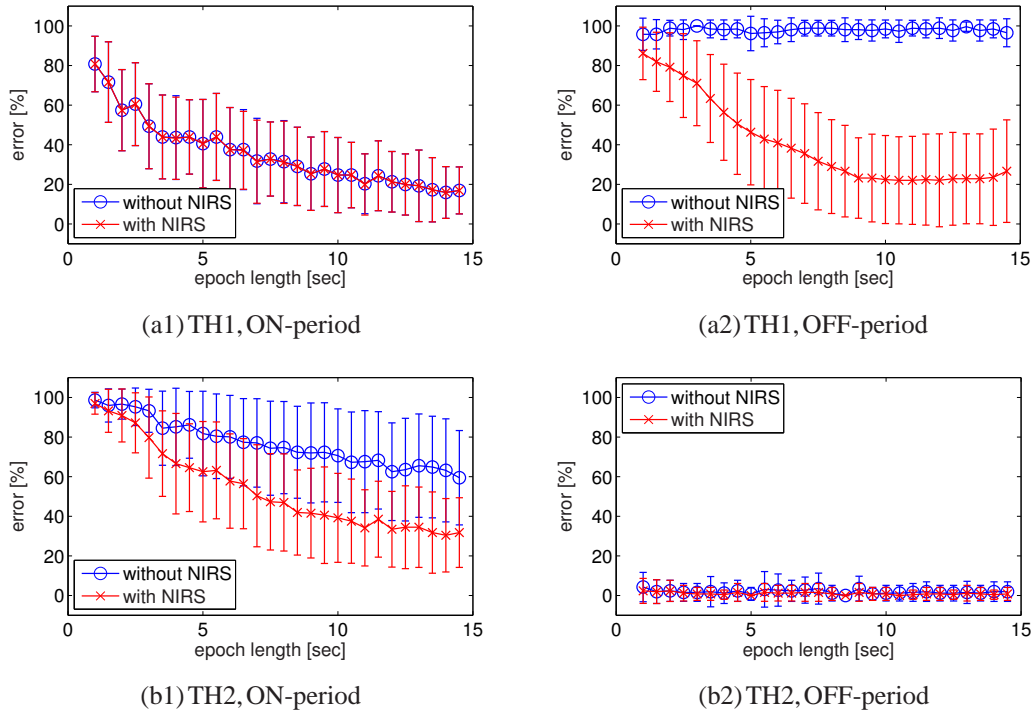 100
80
60
40
20
0
error [%]
without NIRS
with NIRS
0 5 10 15
epoch length [sec]
(a1) TH1, ON-period
100
80
60
40
20
0
error [%]
without NIRS
with NIRS
0 5 10 15
epoch length [sec]
(a2) TH1, OFF-period
100
80
60
40
20
0
error [%]
without NIRS
with NIRS
0 5 10 15
epoch length [sec]
(b1) TH2, ON-period
100
80
60
40
20
0
error [%]
without NIRS
with NIRS
0 5 10 15
epoch length [sec]
(b2) TH2, OFF-period